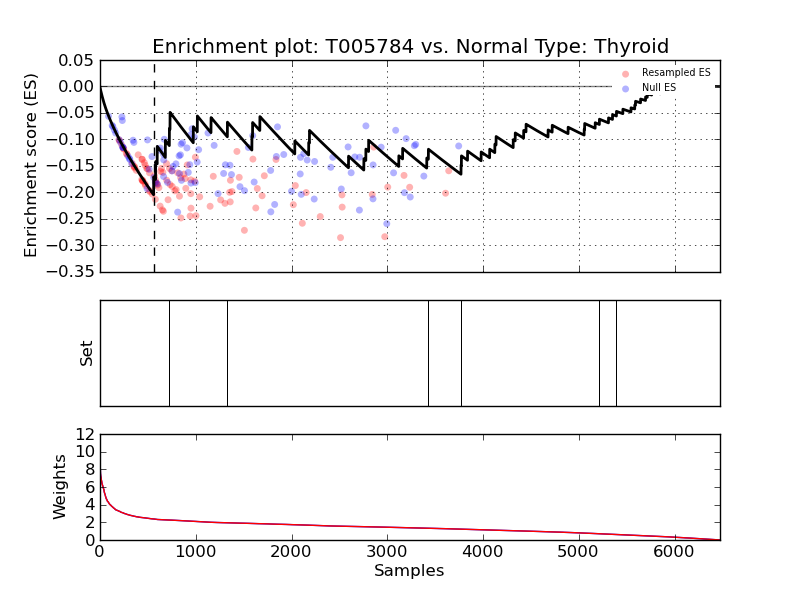 Enrichment plot: T005784 vs. Normal Type: Thyroid
Enrichment score (ES)
0.05
0.00
−0.05
−0.10
−0.15
−0.20
−0.25
−0.30
−0.35
Resampled ES
Null ES
Set
Weights
12
10
8
6
4
2
0
0 1000 2000 3000 4000 5000 6000
Samples